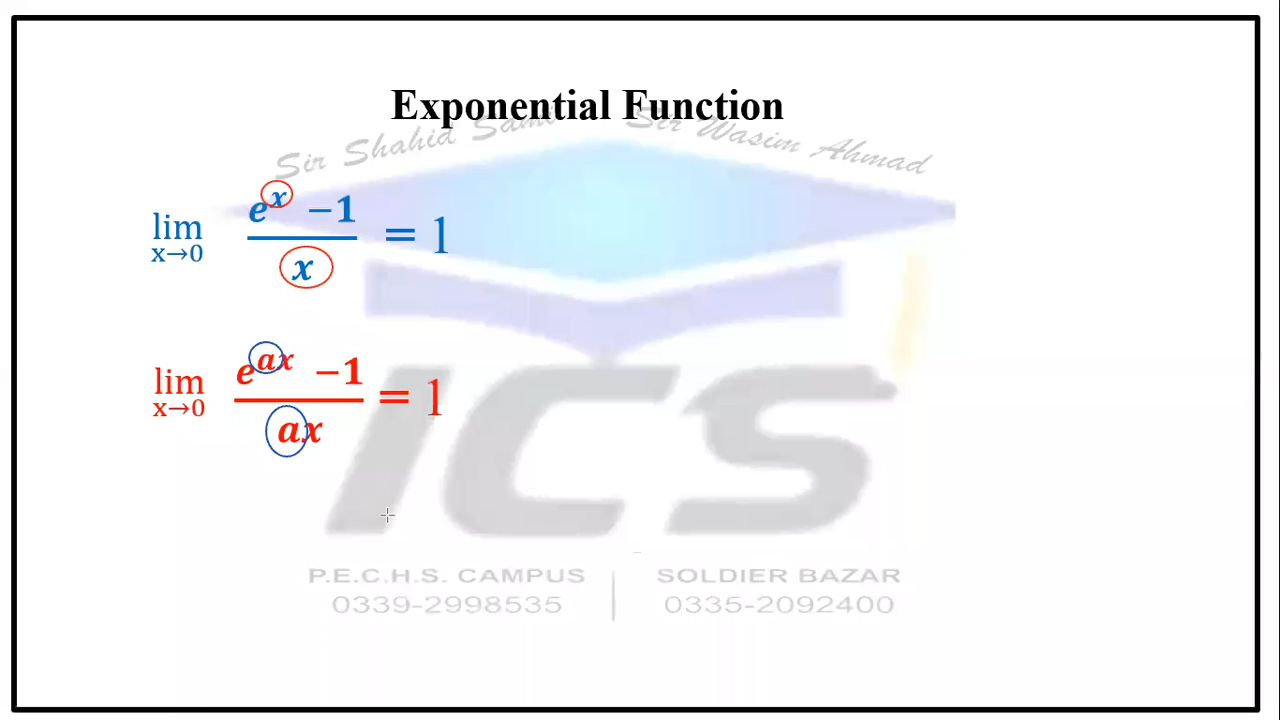 Exponential Function
Sir Shahid Sami Sir Wasim Ahmad
lim x→0 (e^x − 1)/x = 1
lim x→0 (e^{ax} − 1)/(ax) = 1
ICS
P.E.C.H.S. CAMPUS | SOLDIER BAZAR
0339-2998535 | 0335-2092400